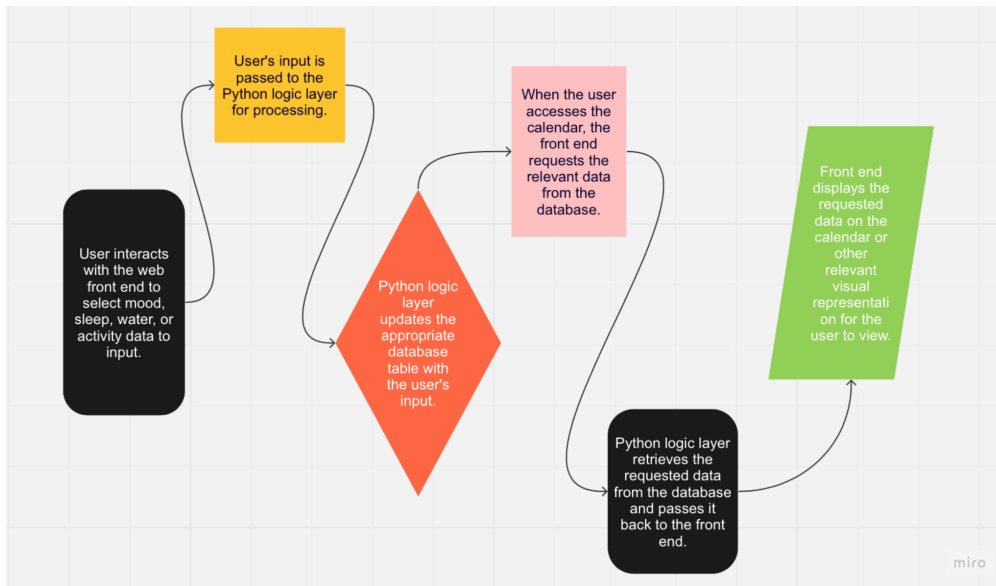 User interacts
with the web
front end to
select mood,
sleep, water, or
activity data to
input.
User's input is
passed to the
Python logic layer
for processing.
Python logic
layer
updates the
appropriate
database
table with
the user's
input.
When the user
accesses the
calendar, the
front end
requests the
relevant data
from the
database.
Python logic layer
retrieves the
requested data
from the database
and passes it
back to the front
end.
Front end
displays the
requested
data on the
calendar or
other
relevant
visual
representati
on for the
user to view.
miro